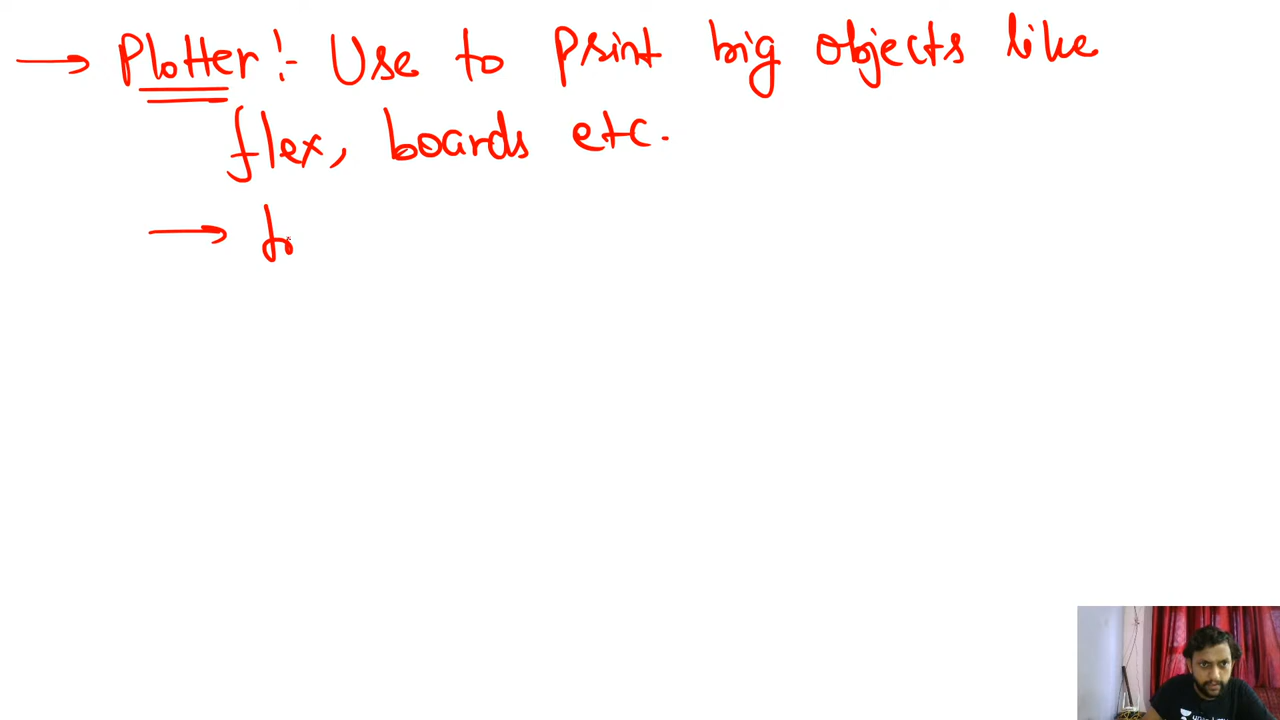 → Plotter :- Use to print big objects like
flex, boards etc.
→